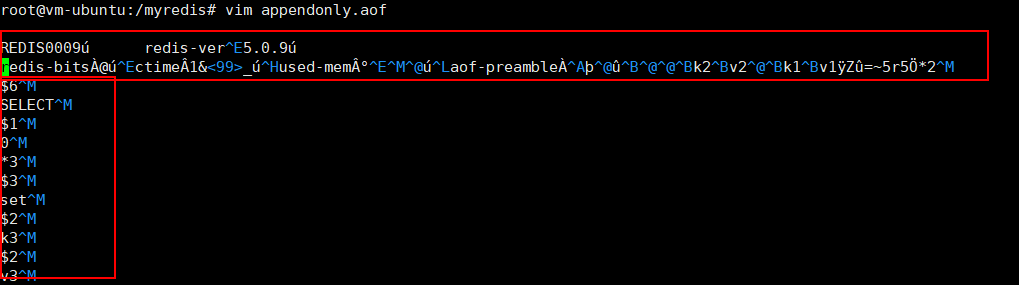 root@vm-ubuntu:/myredis# vim appendonly.aof
REDIS0009ú      redis-ver^E5.0.9ú
redis-bitsÀ@ú^EctimeÂ1&<99>_ú^Hused-memÂ°^E^M^@ú^Laof-preambleÀ^Aþ^@û^B^@^@^Bk2^Bv2^@^Bk1^Bv1ÿZû=~5r5Ö*2^M
$6^M
SELECT^M
$1^M
0^M
*3^M
$3^M
set^M
$2^M
k3^M
$2^M
v3^M